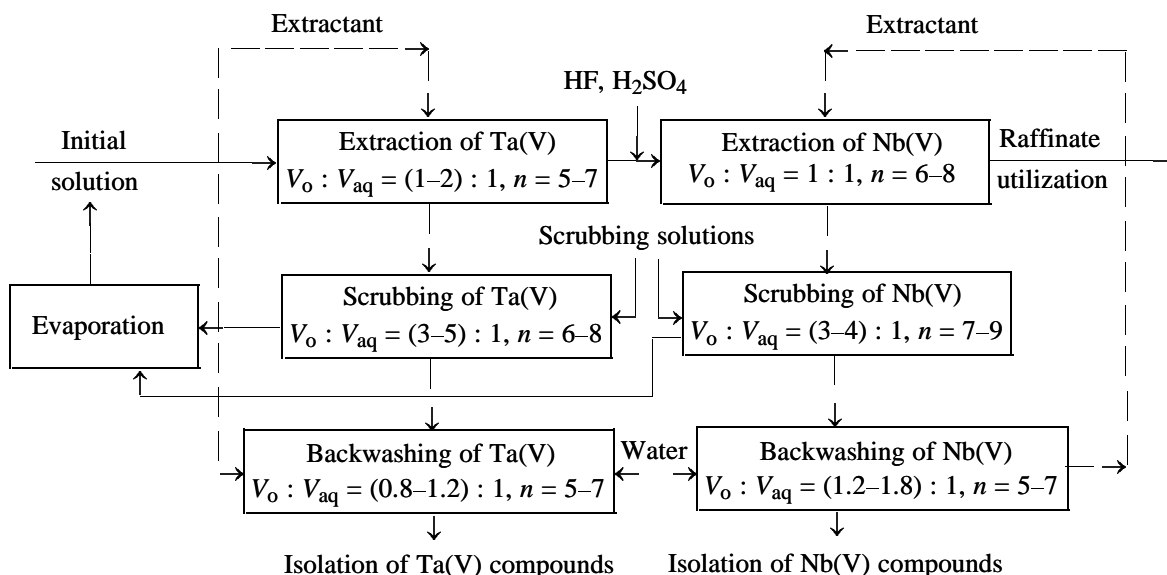 Extractant
Extractant
HF, H₂SO₄
Initial
solution
Extraction of Ta(V)
Vₒ : Vₐq = (1–2) : 1, n = 5–7
Extraction of Nb(V)
Vₒ : Vₐq = 1 : 1, n = 6–8
Raffinate
utilization
Scrubbing solutions
Evaporation
Scrubbing of Ta(V)
Vₒ : Vₐq = (3–5) : 1, n = 6–8
Scrubbing of Nb(V)
Vₒ : Vₐq = (3–4) : 1, n = 7–9
Backwashing of Ta(V)
Vₒ : Vₐq = (0.8–1.2) : 1, n = 5–7
Water
Backwashing of Nb(V)
Vₒ : Vₐq = (1.2–1.8) : 1, n = 5–7
Isolation of Ta(V) compounds
Isolation of Nb(V) compounds